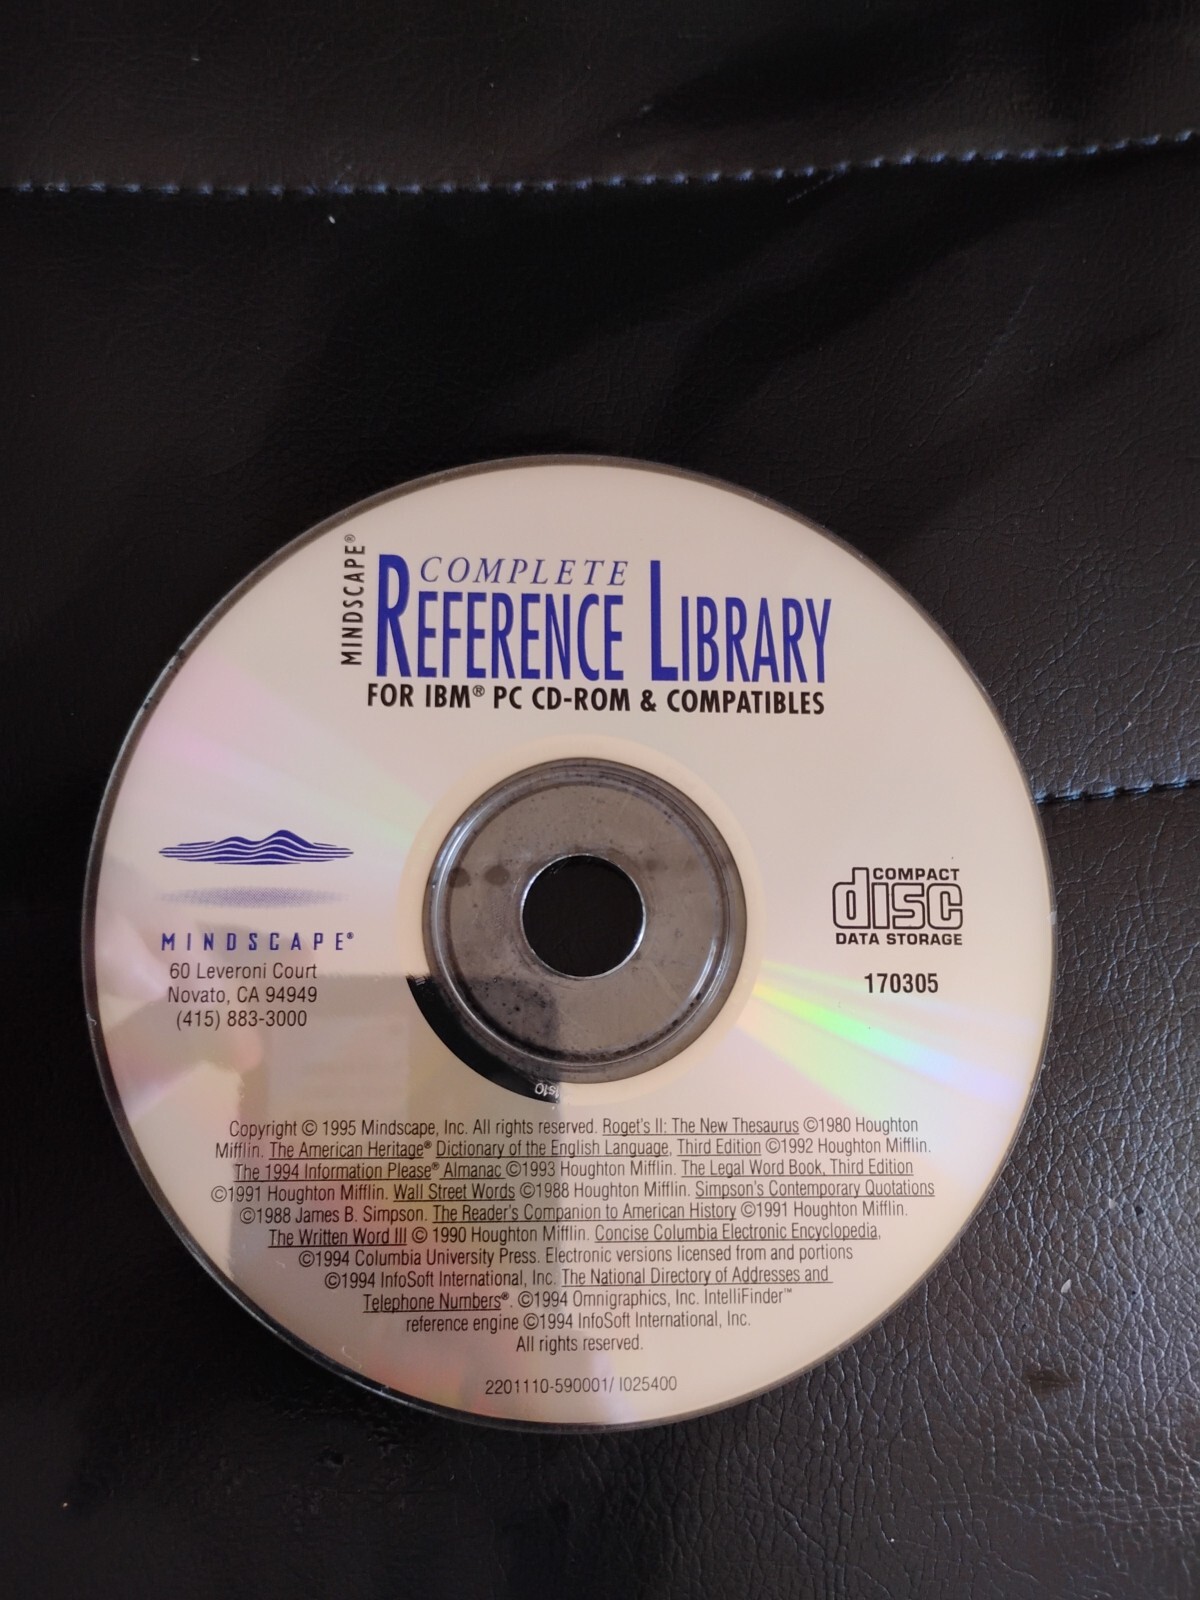 MINDSCAPE®
COMPLETE
REFERENCE LIBRARY
FOR IBM® PC CD-ROM & COMPATIBLES
MINDSCAPE®
60 Leveroni Court
Novato, CA 94949
(415) 883-3000
COMPACT
disc
DATA STORAGE
170305
Copyright © 1995 Mindscape, Inc. All rights reserved. Roget's II: The New Thesaurus ©1980 Houghton
Mifflin. The American Heritage® Dictionary of the English Language, Third Edition ©1992 Houghton Mifflin.
The 1994 Information Please® Almanac ©1993 Houghton Mifflin. The Legal Word Book, Third Edition
©1991 Houghton Mifflin. Wall Street Words ©1988 Houghton Mifflin. Simpson's Contemporary Quotations
©1988 James B. Simpson. The Reader's Companion to American History ©1991 Houghton Mifflin.
The Written Word III © 1990 Houghton Mifflin. Concise Columbia Electronic Encyclopedia,
©1994 Columbia University Press. Electronic versions licensed from and portions
©1994 InfoSoft International, Inc. The National Directory of Addresses and
Telephone Numbers®. ©1994 Omnigraphics, Inc. IntelliFinder™
reference engine ©1994 InfoSoft International, Inc.
All rights reserved.
2201110-590001/ I025400